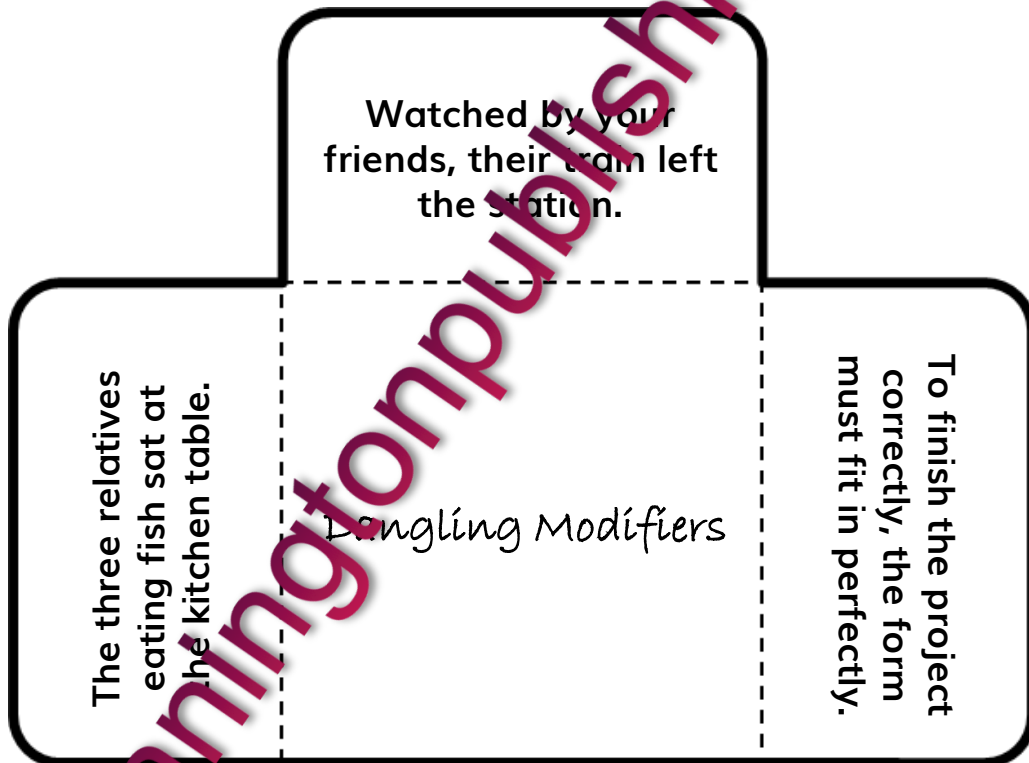 Watched by your
friends, their train left
the station.
The three relatives
eating fish sat at
the kitchen table.
Dangling Modifiers
To finish the project
correctly, the form
must fit in perfectly.
ningtonpublish